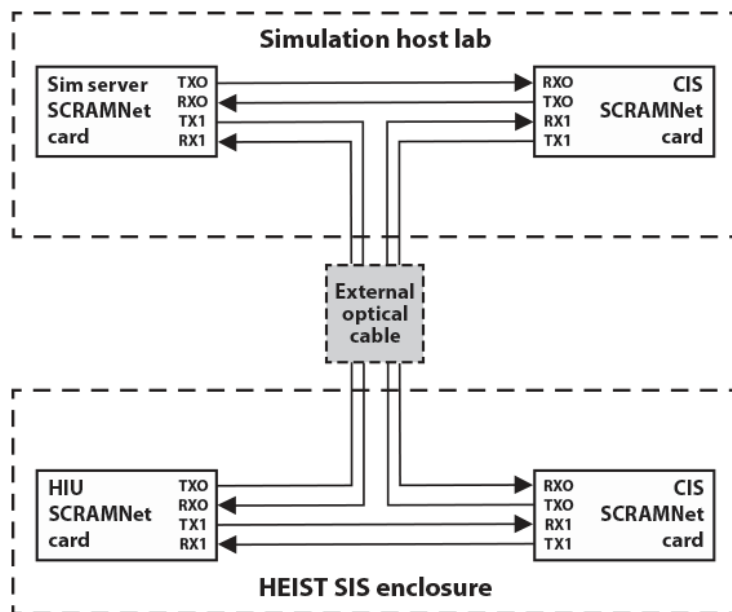 Simulation host lab
Sim server
SCRAMNet
card
TXO
RXO
TX1
RX1
RXO
TXO
RX1
TX1
CIS
SCRAMNet
card
External
optical
cable
HIU
SCRAMNet
card
TXO
RXO
TX1
RX1
RXO
TXO
RX1
TX1
CIS
SCRAMNet
card
HEIST SIS enclosure